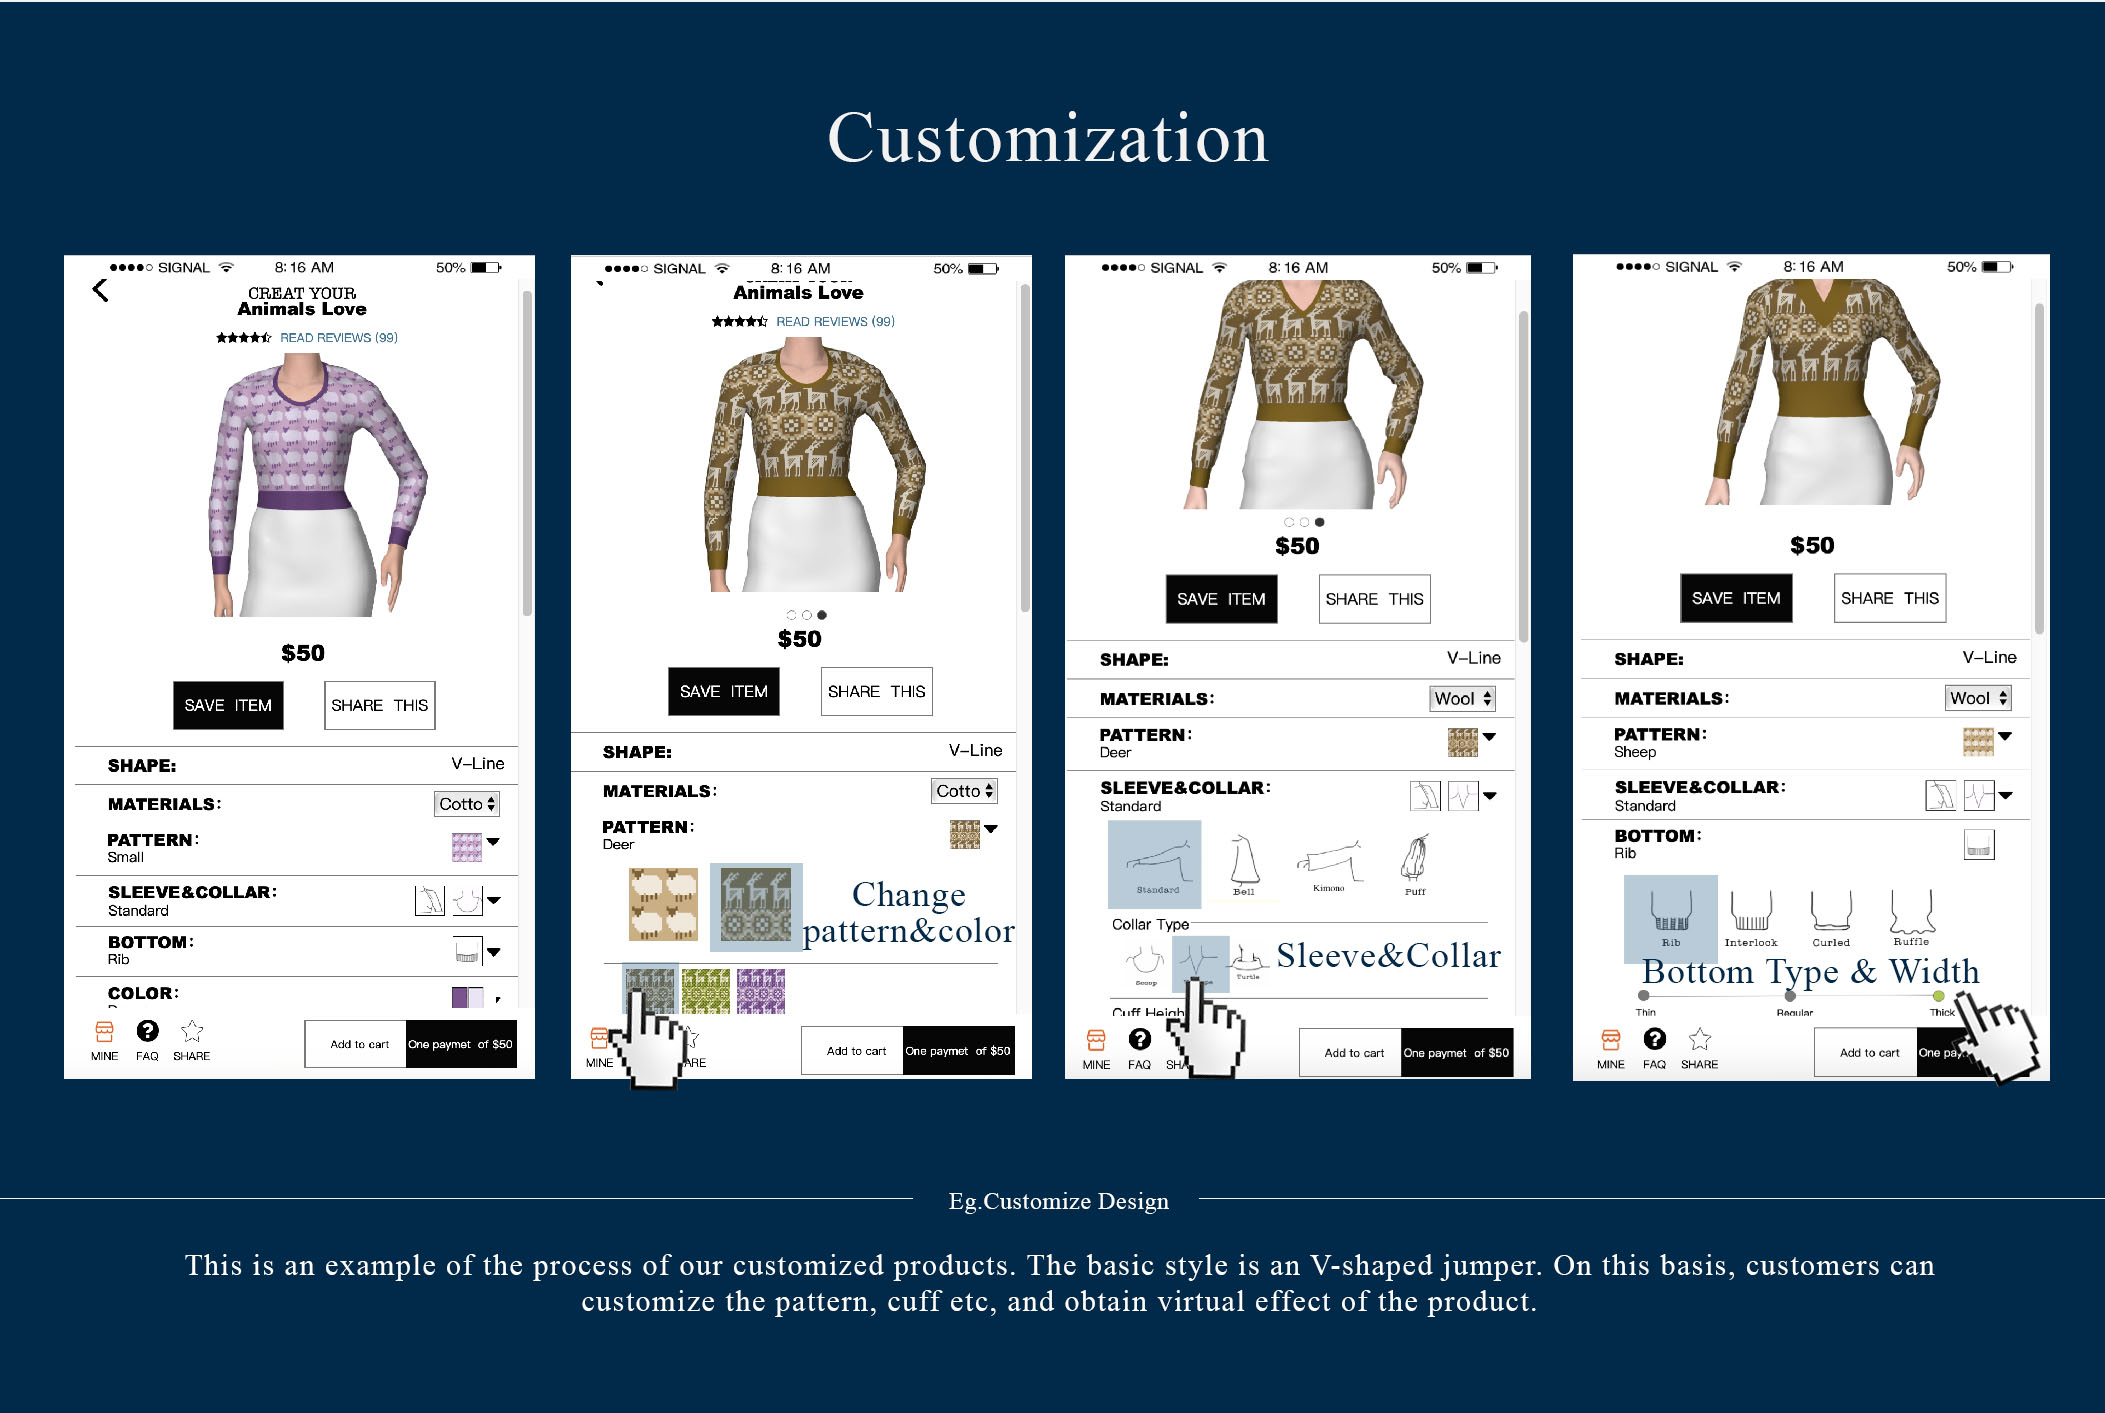 Customization
SIGNAL 8:16 AM 50%
CREAT YOUR
Animals Love
READ REVIEWS (99)
$50
SAVE ITEM SHARE THIS
SHAPE: V-Line
MATERIALS: Cotto
PATTERN:
Small
SLEEVE&COLLAR:
Standard
BOTTOM:
Rib
COLOR:
MINE FAQ SHARE
Add to cart One paymet of $50
SIGNAL 8:16 AM 50%
Animals Love
READ REVIEWS (99)
$50
SAVE ITEM SHARE THIS
SHAPE: V-Line
MATERIALS: Cotto
PATTERN:
Deer
Change
pattern&color
MINE ARE
Add to cart One paymet of $50
SIGNAL 8:16 AM 50%
$50
SAVE ITEM SHARE THIS
SHAPE: V-Line
MATERIALS: Wool
PATTERN:
Deer
SLEEVE&COLLAR:
Standard
Standard Bell Kimono Puff
Collar Type
Sleeve&Collar
Scoop Turtle
Cuff Heigh
MINE FAQ SHA
Add to cart One paymet of $50
SIGNAL 8:16 AM 50%
$50
SAVE ITEM SHARE THIS
SHAPE: V-Line
MATERIALS: Wool
PATTERN:
Sheep
SLEEVE&COLLAR:
Standard
BOTTOM:
Rib
Rib Interlook Curled Ruffle
Bottom Type & Width
Thin Regular Thick
MINE FAQ SHARE
Add to cart One pay
Eg.Customize Design
This is an example of the process of our customized products. The basic style is an V-shaped jumper. On this basis, customers can
customize the pattern, cuff etc, and obtain virtual effect of the product.